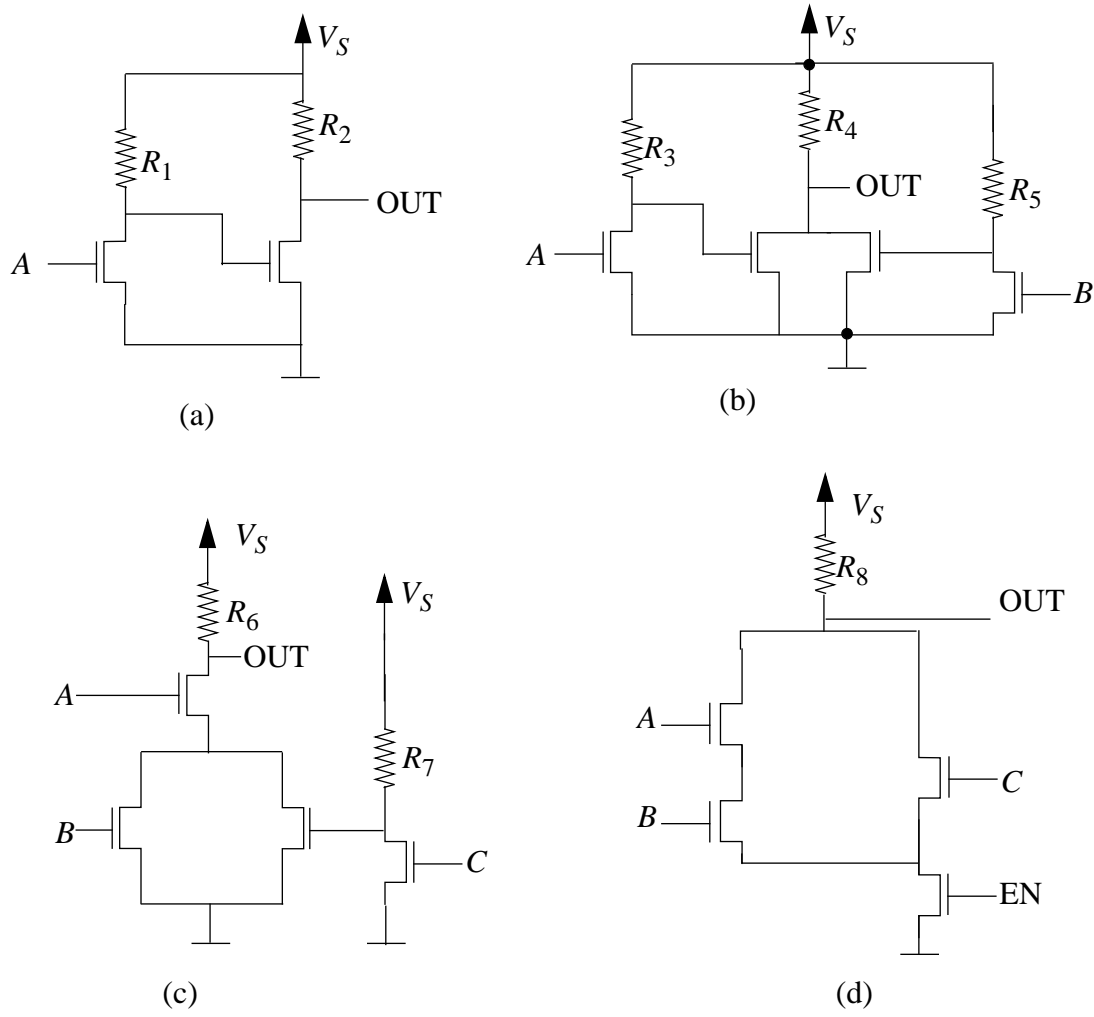 V_S
R_1
R_2
OUT
A
(a)
V_S
R_3
R_4
OUT
R_5
A
B
(b)
V_S
R_6
OUT
V_S
A
R_7
B
C
(c)
V_S
R_8
OUT
A
C
B
EN
(d)